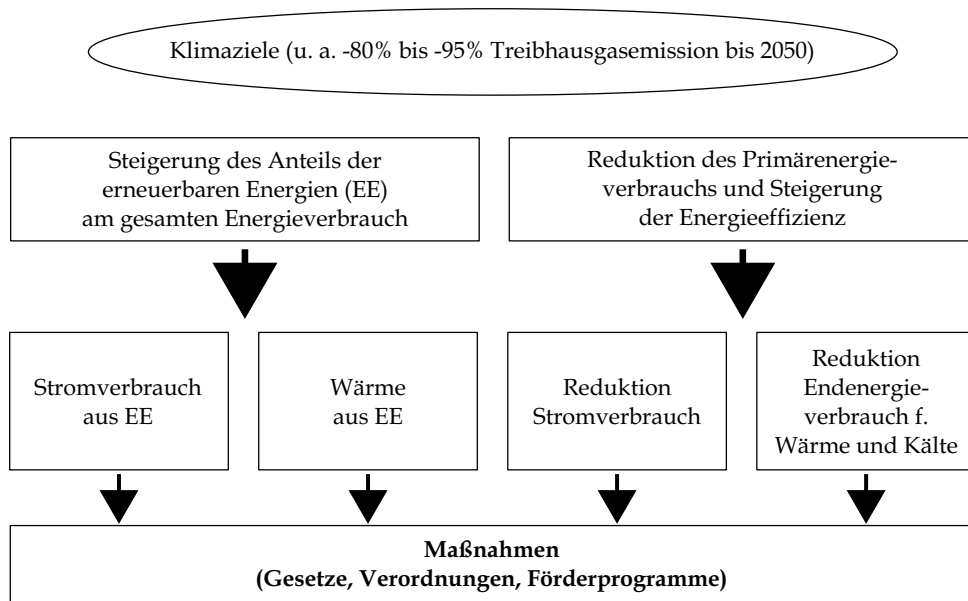 Klimaziele (u. a. -80% bis -95% Treibhausgasemission bis 2050)
Steigerung des Anteils der
erneuerbaren Energien (EE)
am gesamten Energieverbrauch
Reduktion des Primärenergie-
verbrauchs und Steigerung
der Energieeffizienz
Stromverbrauch
aus EE
Wärme
aus EE
Reduktion
Stromverbrauch
Reduktion
Endenergie-
verbrauch f.
Wärme und Kälte
Maßnahmen
(Gesetze, Verordnungen, Förderprogramme)